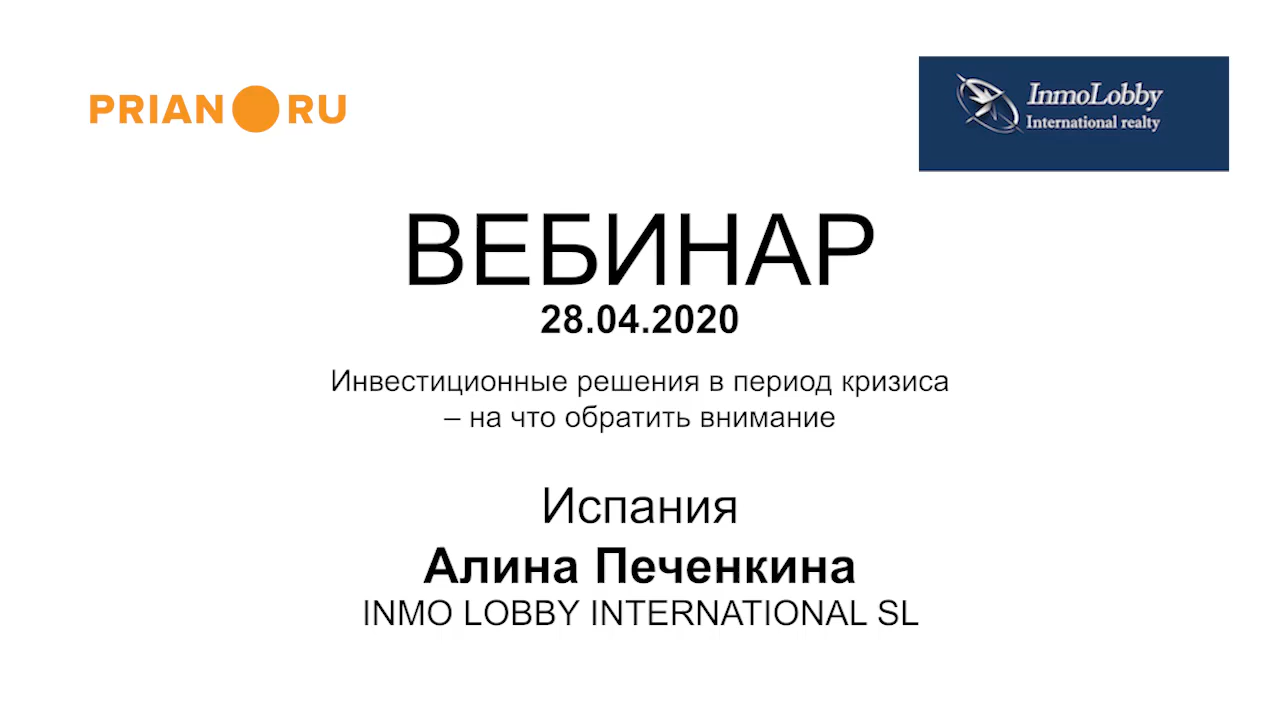 PRIAN RU
InmoLobby
International realty
ВЕБИНАР
28.04.2020
Инвестиционные решения в период кризиса
– на что обратить внимание
Испания
Алина Печенкина
INMO LOBBY INTERNATIONAL SL